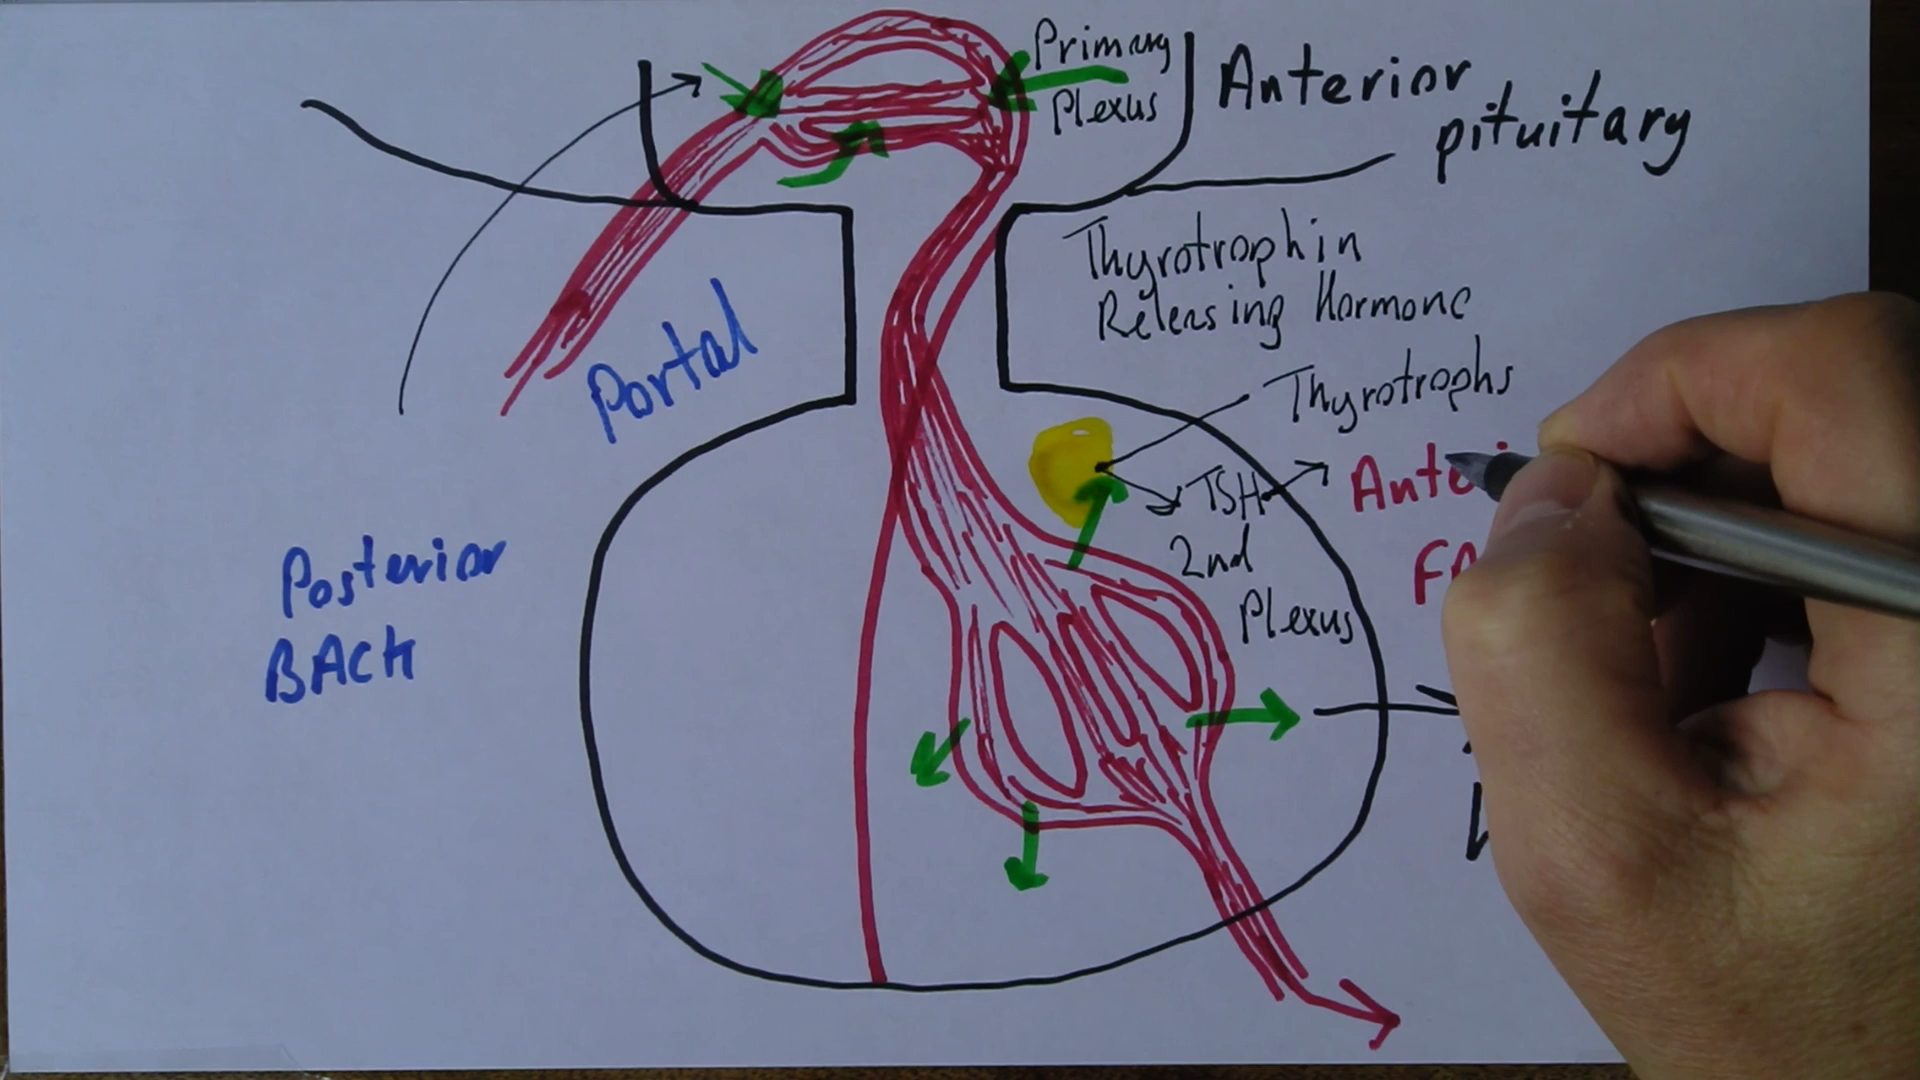 Primary
Plexus
Anterior
pituitary
Thyrotrophin
Releasing Hormone
Portal
Thyrotrophs
TSH
2nd
Plexus
Posterior
BACK